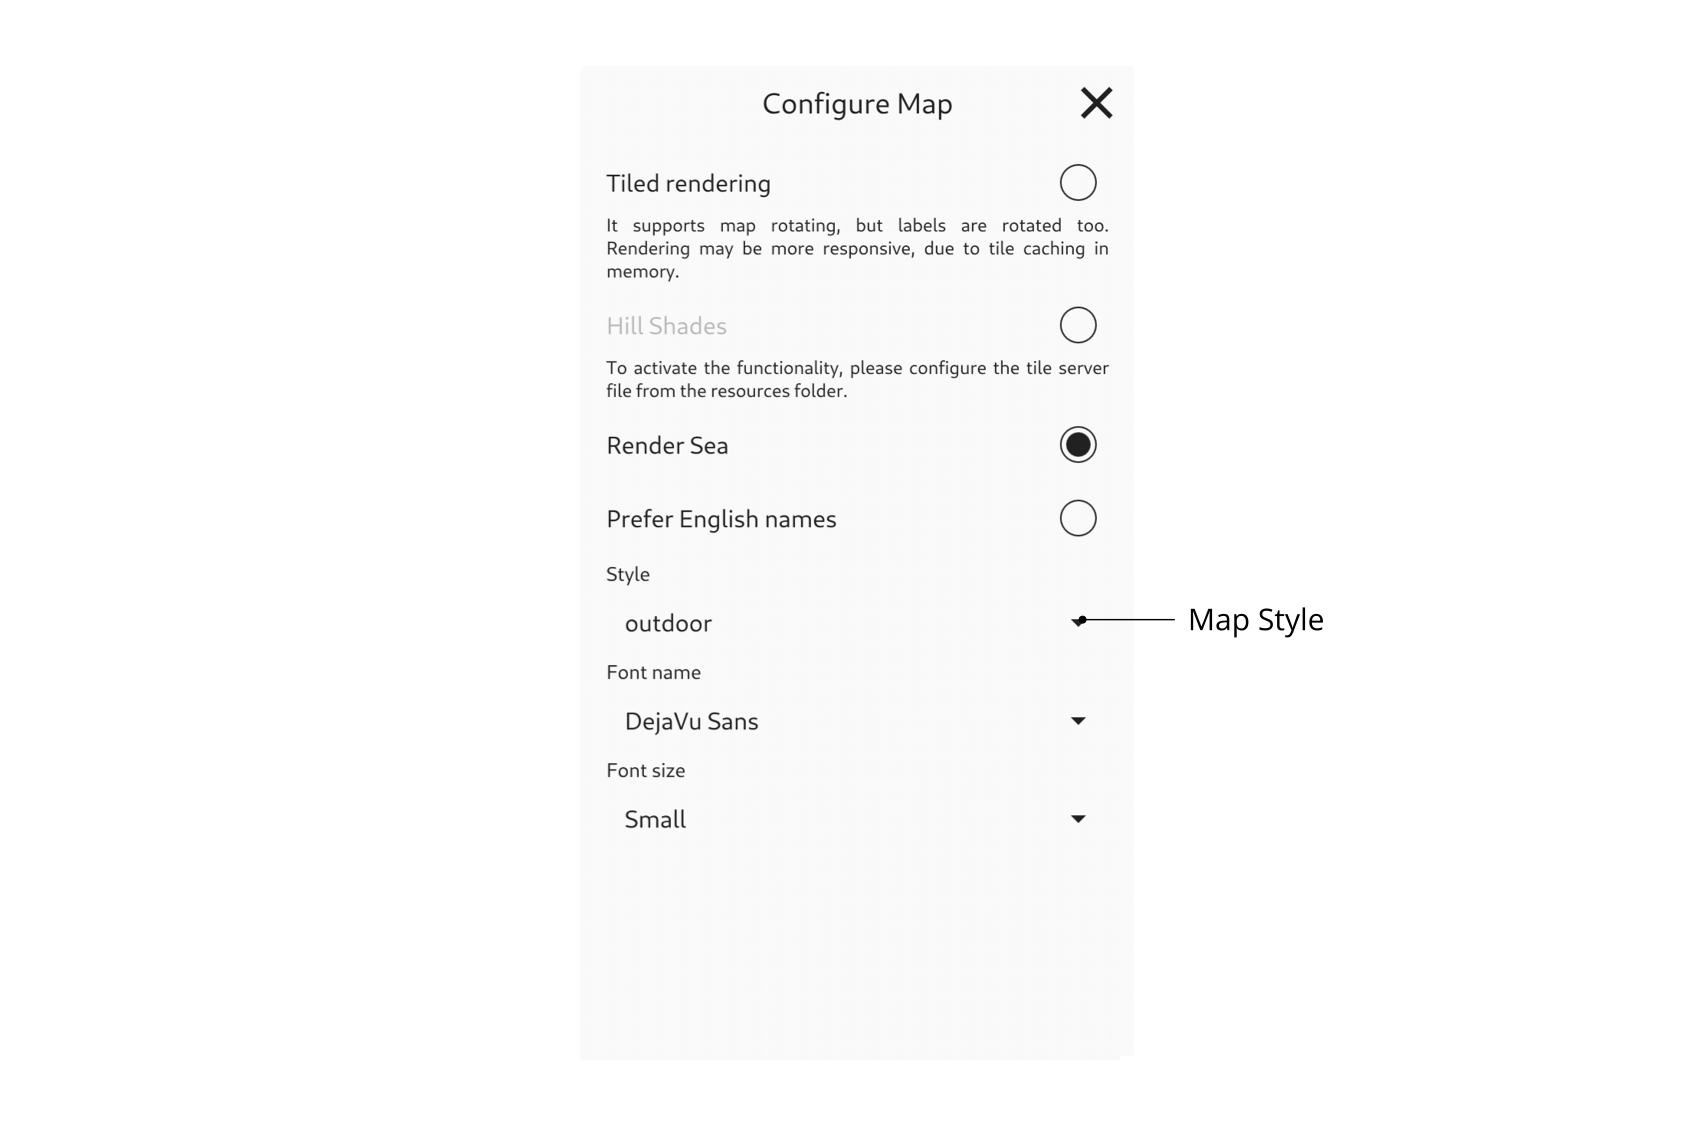 Configure Map
Tiled rendering
It supports map rotating, but labels are rotated too.
Rendering may be more responsive, due to tile caching in
memory.
Hill Shades
To activate the functionality, please configure the tile server
file from the resources folder.
Render Sea
Prefer English names
Style
outdoor
Map Style
Font name
DejaVu Sans
Font size
Small